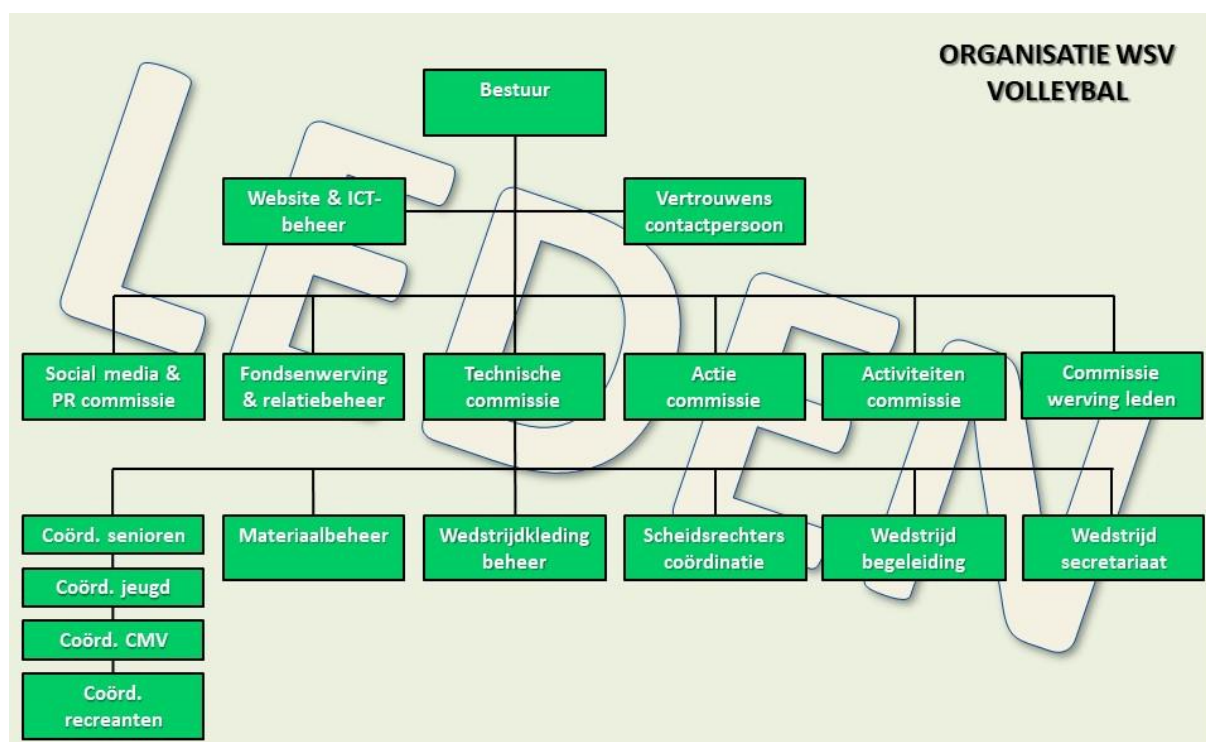 ORGANISATIE WSV
VOLLEYBAL
LEDEN
Bestuur
Website & ICT-
beheer
Vertrouwens
contactpersoon
Social media &
PR commissie
Fondsenwerving
& relatiebeheer
Technische
commissie
Actie
commissie
Activiteiten
commissie
Commissie
werving leden
Coörd. senioren
Materiaalbeheer
Wedstrijdkleding
beheer
Scheidsrechters
coördinatie
Wedstrijd
begeleiding
Wedstrijd
secretariaat
Coörd. jeugd
Coörd. CMV
Coörd.
recreanten